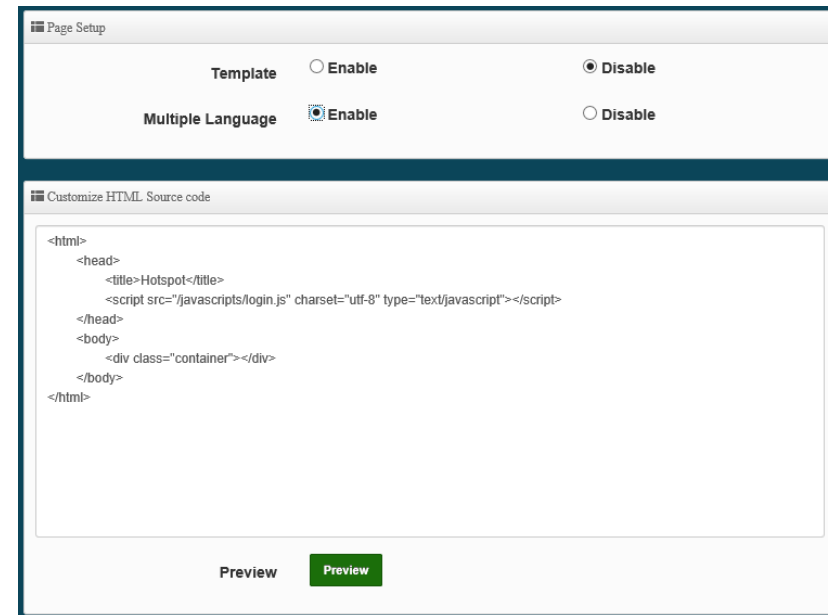 Page Setup
Template Enable Disable
Multiple Language Enable Disable
Customize HTML Source code
<html>
<head>
<title>Hotspot</title>
<script src="/javascripts/login.js" charset="utf-8" type="text/javascript"></script>
</head>
<body>
<div class="container"></div>
</body>
</html>
Preview Preview